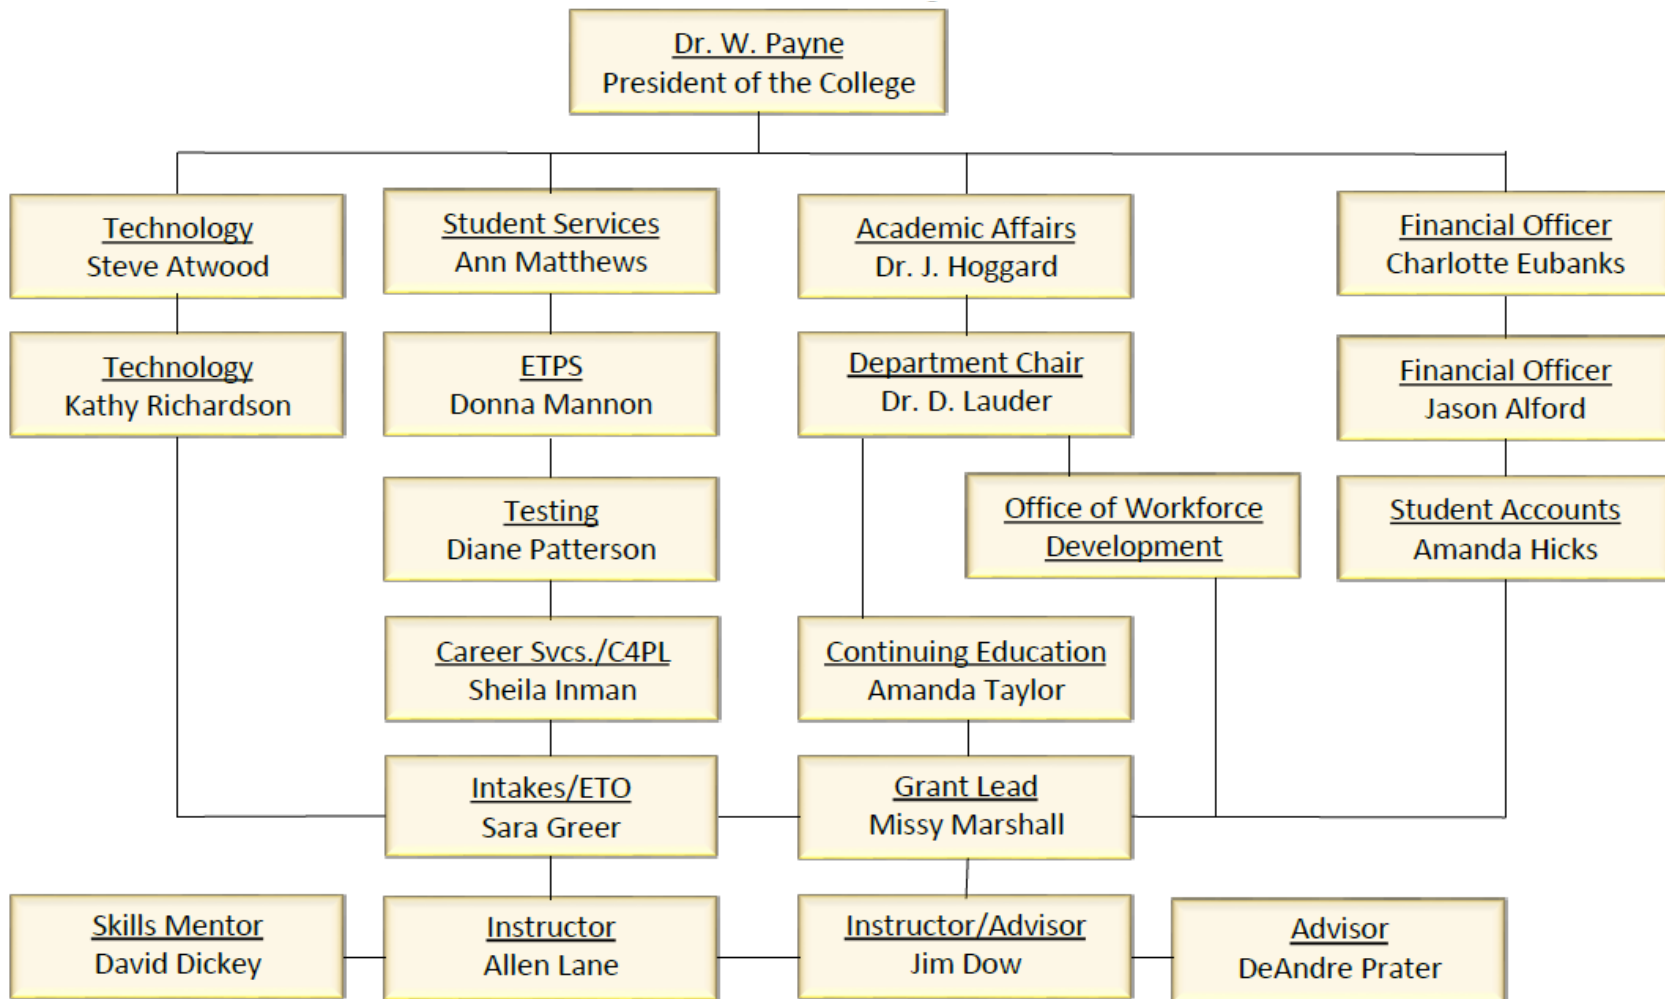 Dr. W. Payne
President of the College
Technology
Steve Atwood
Student Services
Ann Matthews
Academic Affairs
Dr. J. Hoggard
Financial Officer
Charlotte Eubanks
Technology
Kathy Richardson
ETPS
Donna Mannon
Department Chair
Dr. D. Lauder
Financial Officer
Jason Alford
Testing
Diane Patterson
Office of Workforce
Development
Student Accounts
Amanda Hicks
Career Svcs./C4PL
Sheila Inman
Continuing Education
Amanda Taylor
Intakes/ETO
Sara Greer
Grant Lead
Missy Marshall
Skills Mentor
David Dickey
Instructor
Allen Lane
Instructor/Advisor
Jim Dow
Advisor
DeAndre Prater